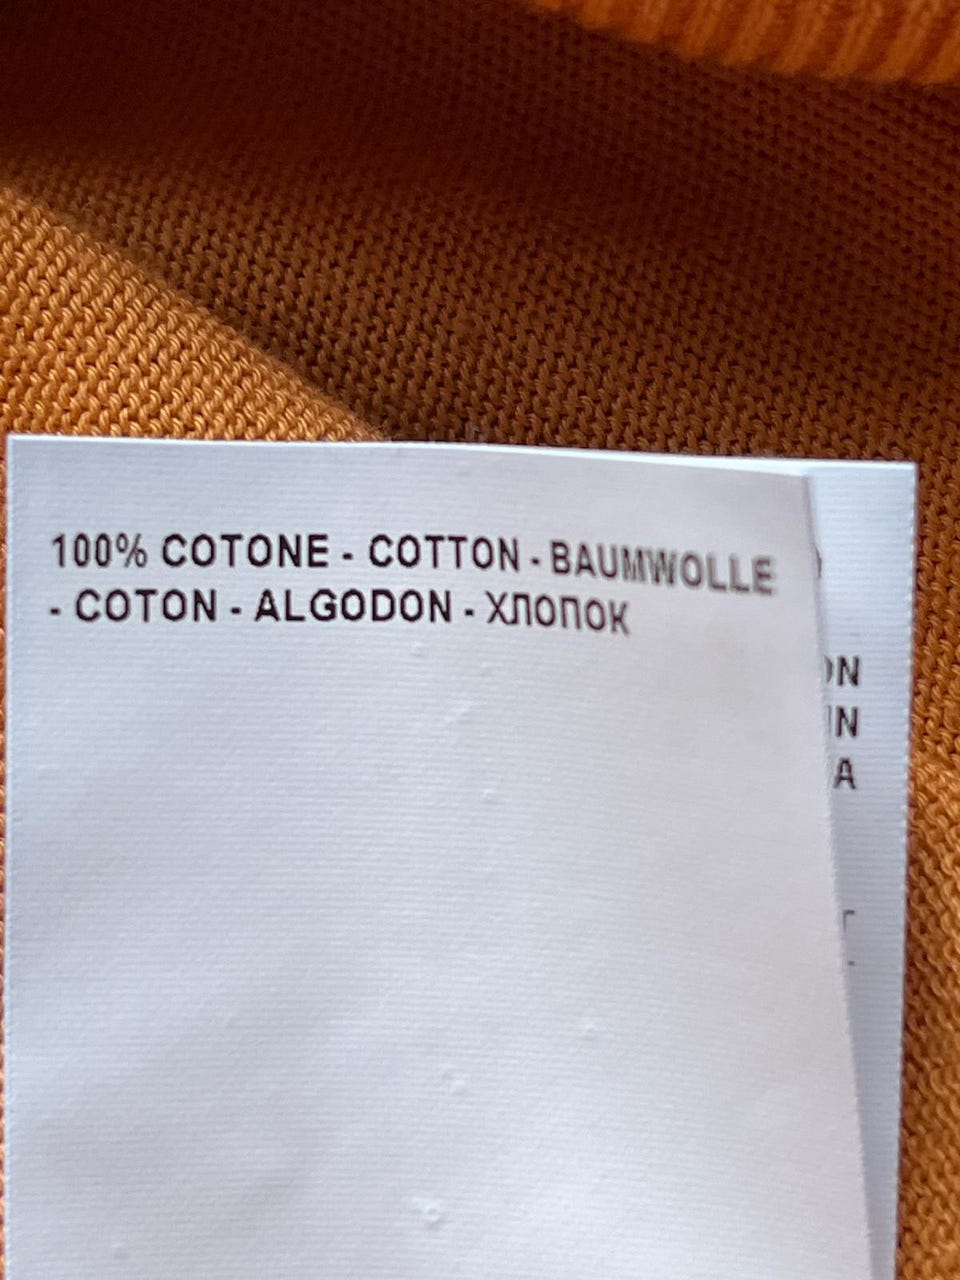 100% COTONE - COTTON - BAUMWOLLE
- COTON - ALGODON - ХЛОПОК